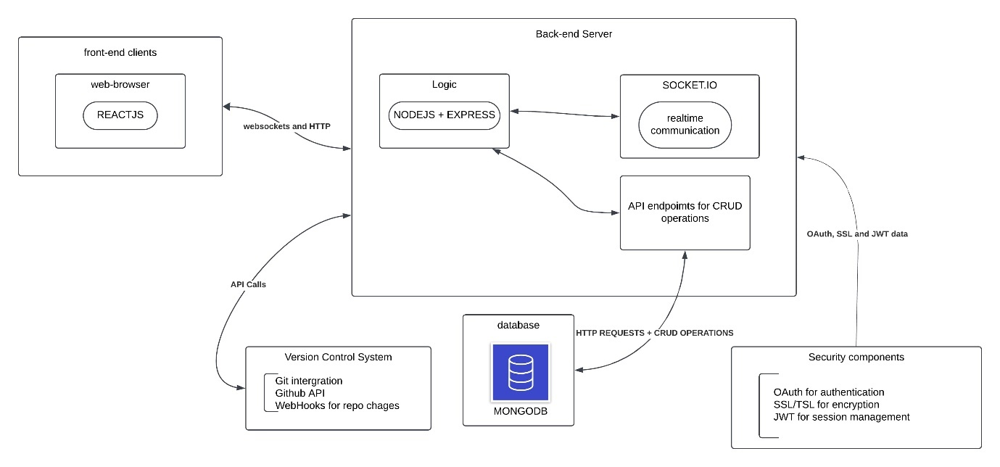 Back-end Server
front-end clients
web-browser
REACTJS
Logic
NODEJS + EXPRESS
SOCKET.IO
realtime
communication
websockets and HTTP
API endpoimts for CRUD
operations
OAuth, SSL and JWT data
API Calls
database
HTTP REQUESTS + CRUD OPERATIONS
MONGODB
Version Control System
Git intergration
Github API
WebHooks for repo chages
Security components
OAuth for authentication
SSL/TSL for encryption
JWT for session management